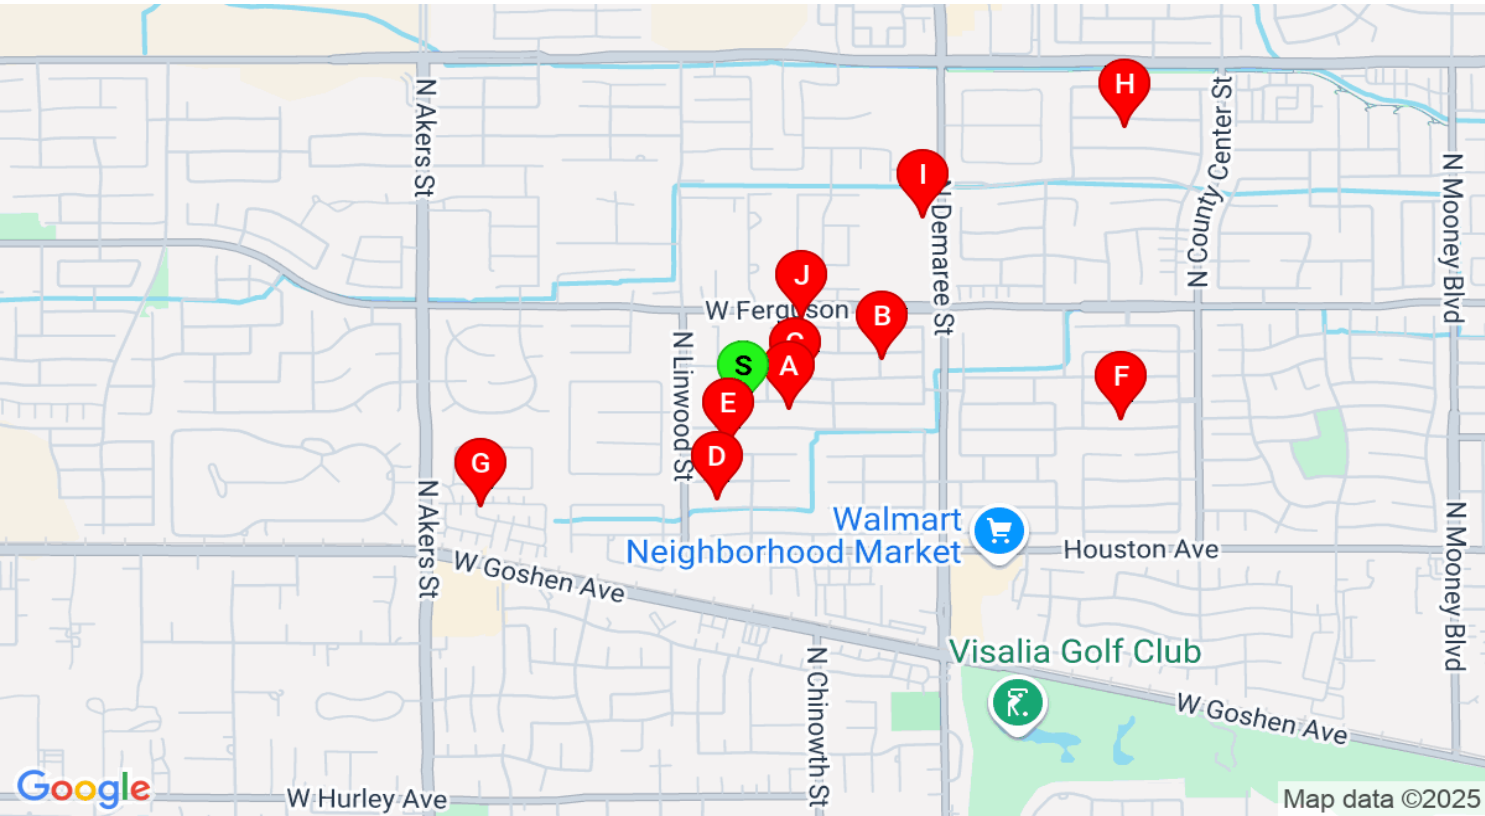 H
N Akers St
N County Center St
I
N Mooney Blvd
N Demaree St
J
W Ferguson
B
N Linwood St
C
S
A
F
E
D
G
N Akers St
Walmart
Neighborhood Market
Houston Ave
N Mooney Blvd
W Goshen Ave
Visalia Golf Club
N Chinowth St
W Goshen Ave
Google
W Hurley Ave
Map data ©2025